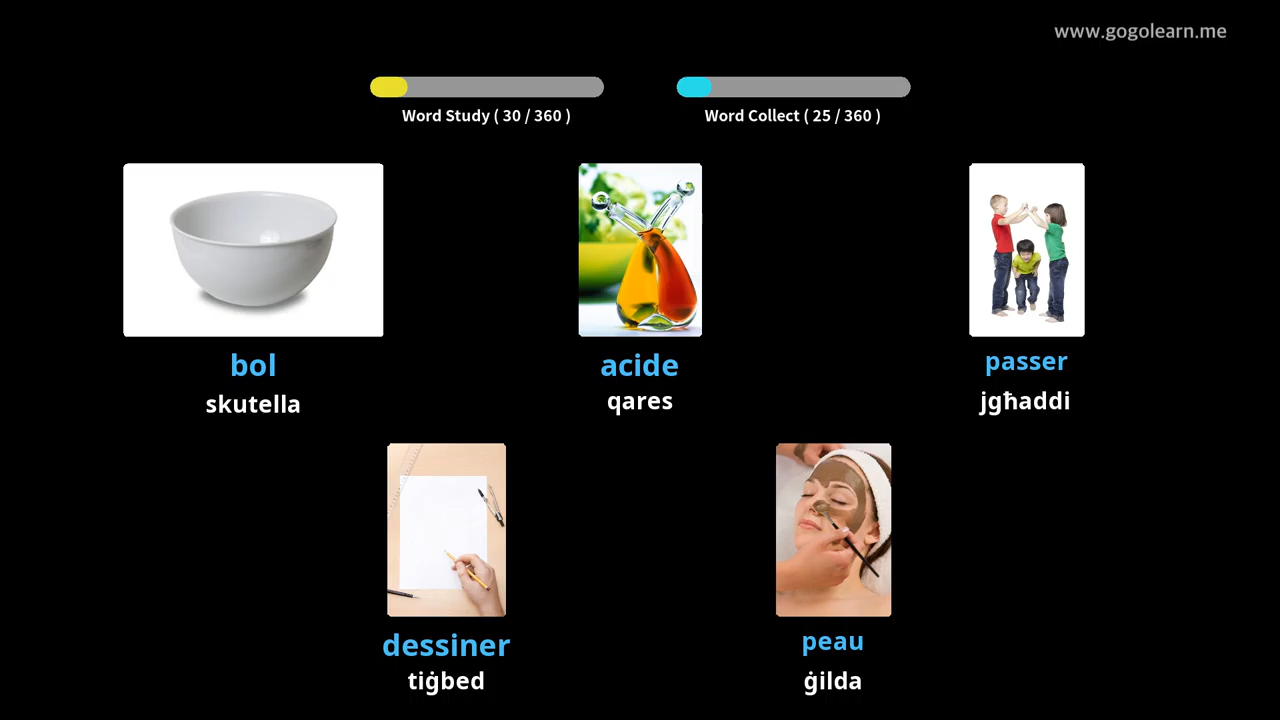 www.gogolearn.me
Word Study ( 30 / 360 )
Word Collect ( 25 / 360 )
bol
skutella
acide
qares
passer
jgħaddi
dessiner
tiġbed
peau
ġilda